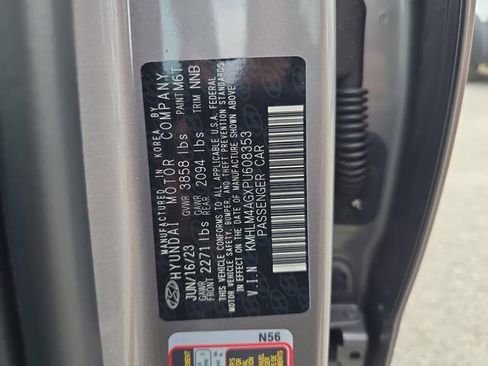 MANUFACTURED IN KOREA BY
HYUNDAI MOTOR COMPANY
JUN/16/23 GVWR 3858 lbs PAINT M6T
GAWR FRONT 2271 lbs GAWR REAR 2094 lbs TRIM NNB
THIS VEHICLE CONFORMS TO ALL APPLICABLE U.S.A. FEDERAL
MOTOR VEHICLE SAFETY, BUMPER, AND THEFT PREVENTION STANDARDS
IN EFFECT ON THE DATE OF MANUFACTURE SHOWN ABOVE
V.I.N KMHLM4AGXPU608353
PASSENGER CAR
N56